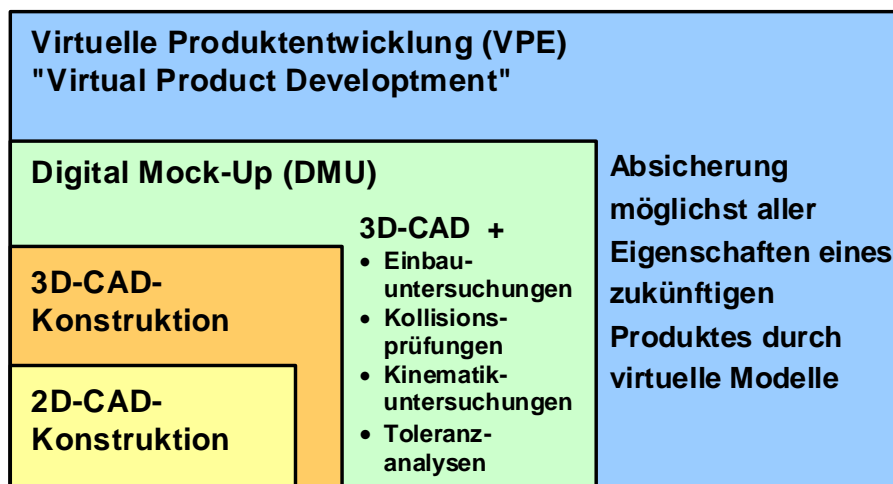 Virtuelle Produktentwicklung (VPE)
"Virtual Product Developtment"
Digital Mock-Up (DMU)
3D-CAD +
• Einbau-
untersuchungen
• Kollisions-
prüfungen
• Kinematik-
untersuchungen
• Toleranz-
analysen
3D-CAD-
Konstruktion
2D-CAD-
Konstruktion
Absicherung
möglichst aller
Eigenschaften eines
zukünftigen
Produktes durch
virtuelle Modelle